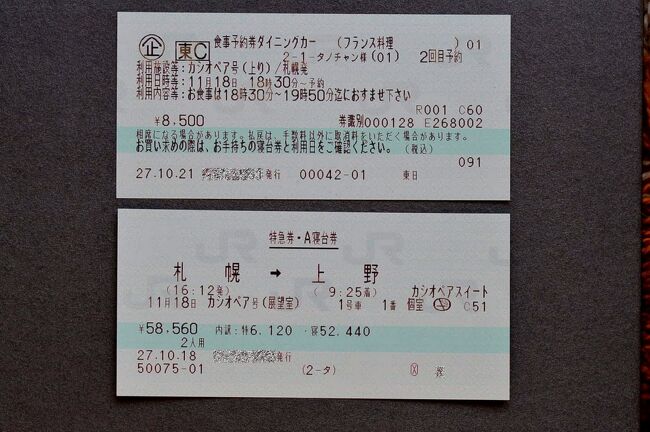 企 東C 食事予約券ダイニングカー (フランス料理 ) 01
2-1-タノチャン様(01) 2回目予約
利用施設等:カシオペア号(上り)/札幌発
利用日時等:11月18日 18時30分~予約
利用内容等:お食事は18時30分~19時50分迄におすませ下さい
R001 C60
¥8,500 券識別000128 E268002
相席になる場合があります。払戻は、手数料以外に取消料をいただく場合があります。
お買い求めの際は、お手持ちの寝台券と利用日をご確認ください。 (税込)
091
27.10.21 発行 00042-01 東日
特急券・A寝台券
札幌 → 上野
(16:12発) (9:25着) カシオペアスイート
11月18日 カシオペア号(展望室) 1号車 1番 個室 C51
¥58,560 内訳:特6,120・寝52,440
2人用
27.10.18 発行
50075-01 (2-タ)